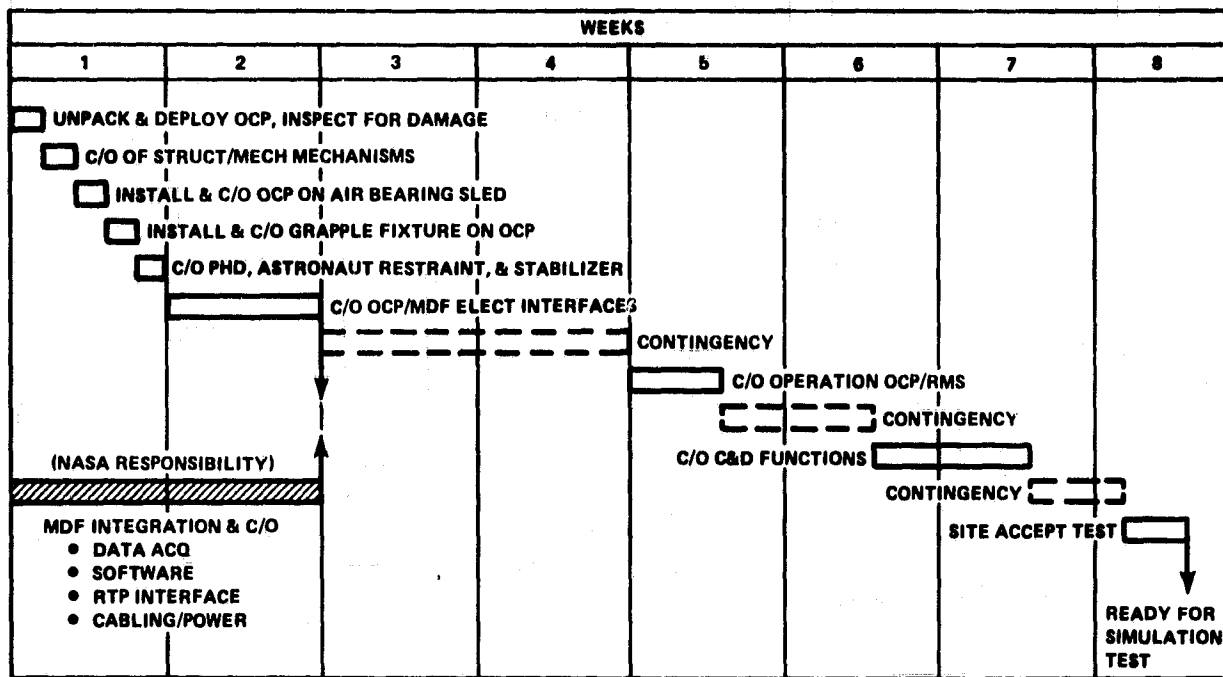 WEEKS
1 2 3 4 5 6 7 8
UNPACK & DEPLOY OCP, INSPECT FOR DAMAGE
C/O OF STRUCT/MECH MECHANISMS
INSTALL & C/O OCP ON AIR BEARING SLED
INSTALL & C/O GRAPPLE FIXTURE ON OCP
C/O PHD, ASTRONAUT RESTRAINT, & STABILIZER
C/O OCP/MDF ELECT INTERFACES
CONTINGENCY
C/O OPERATION OCP/RMS
CONTINGENCY
C/O C&D FUNCTIONS
(NASA RESPONSIBILITY)
CONTINGENCY
MDF INTEGRATION & C/O
SITE ACCEPT TEST
• DATA ACQ
• SOFTWARE
• RTP INTERFACE
• CABLING/POWER
READY FOR
SIMULATION
TEST